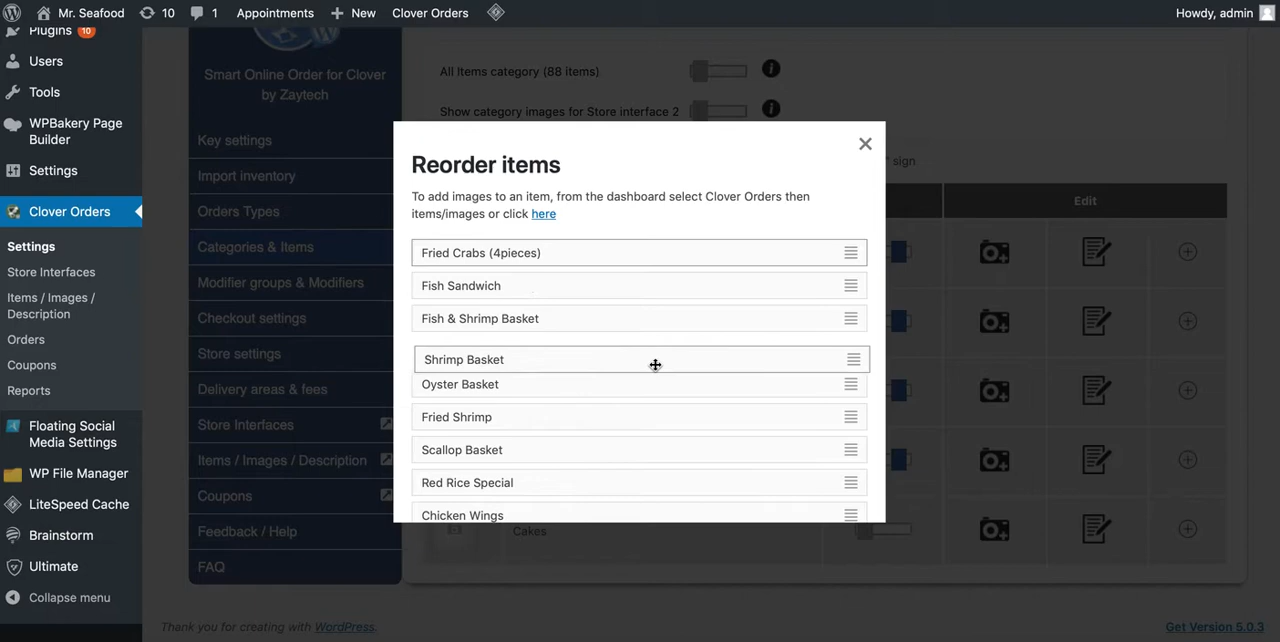 Mr. Seafood
10
1
Appointments
New
Clover Orders
Howdy, admin
Plugins 10
Users
Tools
WPBakery Page
Builder
Settings
Clover Orders
Settings
Store Interfaces
Items / Images /
Description
Orders
Coupons
Reports
Floating Social
Media Settings
WP File Manager
LiteSpeed Cache
Brainstorm
Ultimate
Collapse menu
Smart Online Order for Clover
by Zaytech
Key settings
Import inventory
Orders Types
Categories & Items
Modifier groups & Modifiers
Checkout settings
Store settings
Delivery areas & fees
Store Interfaces
Items / Images / Description
Coupons
Feedback / Help
FAQ
All Items category (88 items)
Show category images for Store interface 2
sign
Edit
Reorder items
To add images to an item, from the dashboard select Clover Orders then
items/images or click here
Fried Crabs (4pieces)
Fish Sandwich
Fish & Shrimp Basket
Shrimp Basket
Oyster Basket
Fried Shrimp
Scallop Basket
Red Rice Special
Chicken Wings
Cakes
Thank you for creating with WordPress.
Get Version 5.0.3